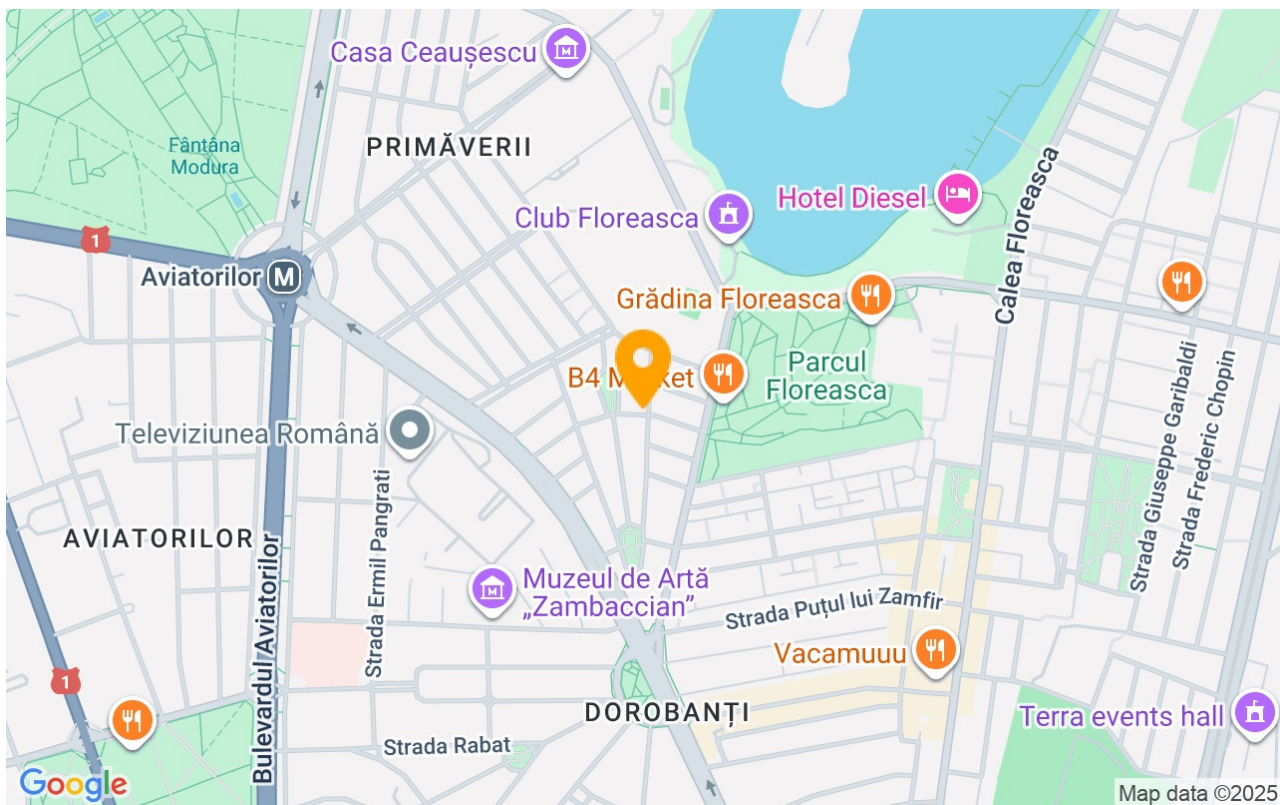 Casa Ceaușescu
PRIMĂVERII
Fântâna
Modura
Hotel Diesel
Club Floreasca
Calea Floreasca
1
Aviatorilor
M
Grădina Floreasca
Parcul
Floreasca
B4 M ket
Televiziunea Română
Strada Giuseppe Garibaldi
Strada Frederic Chopin
Strada Ermil Pangrati
AVIATORILOR
Bulevardul Aviatorilor
Muzeul de Artă
„Zambaccian”
Strada Puțul lui Zamfir
Vacamuuu
1
DOROBANȚI
Terra events hall
Strada Rabat
Google
Map data ©2025